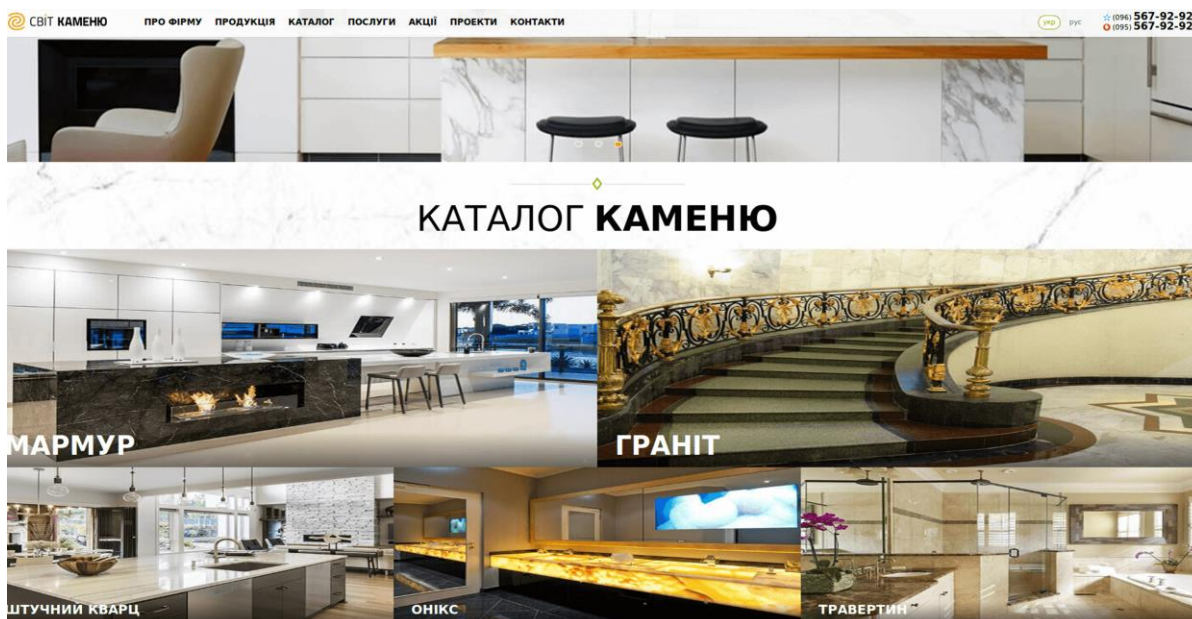 СВІТ КАМЕНЮ
ПРО ФІРМУ ПРОДУКЦІЯ КАТАЛОГ ПОСЛУГИ АКЦІЇ ПРОЕКТИ КОНТАКТИ
укр рус
(096) 567-92-92
(095) 567-92-92
КАТАЛОГ КАМЕНЮ
МАРМУР
ГРАНІТ
ШТУЧНИЙ КВАРЦ
ОНІКС
ТРАВЕРТИН